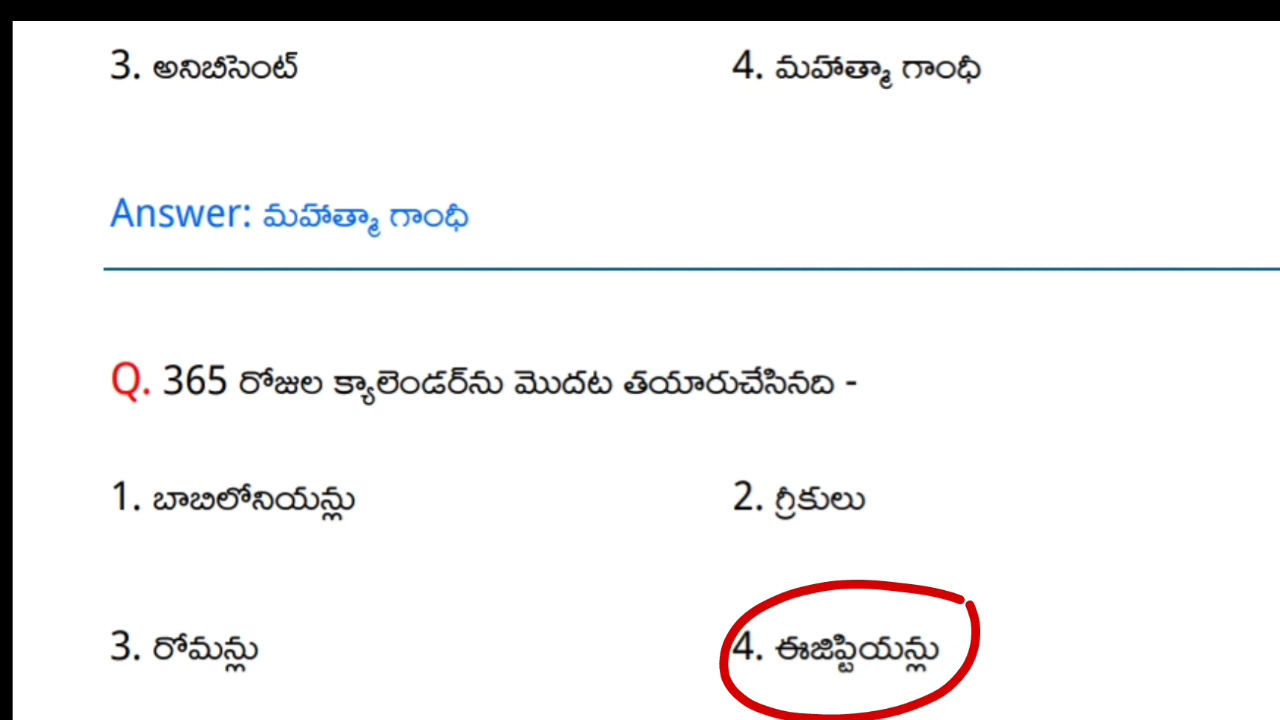 3. అనిబీసెంట్ 4. మహాత్మా గాంధీ
Answer: మహాత్మా గాంధీ
Q. 365 రోజుల క్యాలెండర్‌ను మొదట తయారుచేసినది -
1. బాబిలోనియన్లు 2. గ్రీకులు
3. రోమన్లు 4. ఈజిప్టియన్లు